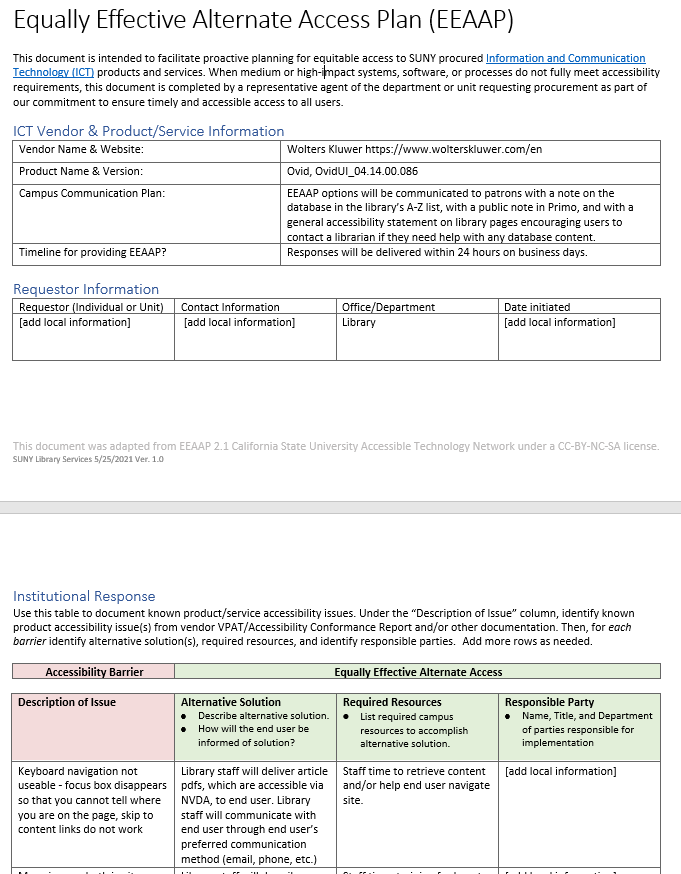 Equally Effective Alternate Access Plan (EEAAP)
This document is intended to facilitate proactive planning for equitable access to SUNY procured Information and Communication
Technology (ICT) products and services. When medium or high-impact systems, software, or processes do not fully meet accessibility
requirements, this document is completed by a representative agent of the department or unit requesting procurement as part of
our commitment to ensure timely and accessible access to all users.
ICT Vendor & Product/Service Information
Vendor Name & Website:
Wolters Kluwer https://www.wolterskluwer.com/en
Product Name & Version:
Ovid, OvidUI_04.14.00.086
Campus Communication Plan:
EEAAP options will be communicated to patrons with a note on the
database in the library's A-Z list, with a public note in Primo, and with a
general accessibility statement on library pages encouraging users to
contact a librarian if they need help with any database content.
Timeline for providing EEAAP?
Responses will be delivered within 24 hours on business days.
Requestor Information
Requestor (Individual or Unit)
Contact Information
Office/Department
Date initiated
[add local information]
[add local information]
Library
[add local information]
This document was adapted from EEAAP 2.1 California State University Accessible Technology Network under a CC-BY-NC-SA license.
SUNY Library Services 5/25/2021 Ver. 1.0
Institutional Response
Use this table to document known product/service accessibility issues. Under the "Description of Issue" column, identify known
product accessibility issue(s) from vendor VPAT/Accessibility Conformance Report and/or other documentation. Then, for each
barrier identify alternative solution(s), required resources, and identify responsible parties. Add more rows as needed.
Accessibility Barrier
Equally Effective Alternate Access
Description of Issue
Alternative Solution
• Describe alternative solution.
• How will the end user be
informed of solution?
Required Resources
• List required campus
resources to accomplish
alternative solution.
Responsible Party
• Name, Title, and Department
of parties responsible for
implementation
Keyboard navigation not
useable - focus box disappears
so that you cannot tell where
you are on the page, skip to
content links do not work
Library staff will deliver article
pdfs, which are accessible via
NVDA, to end user. Library
staff will communicate with
end user through end user's
preferred communication
method (email, phone, etc.)
Staff time to retrieve content
and/or help end user navigate
site.
[add local information]